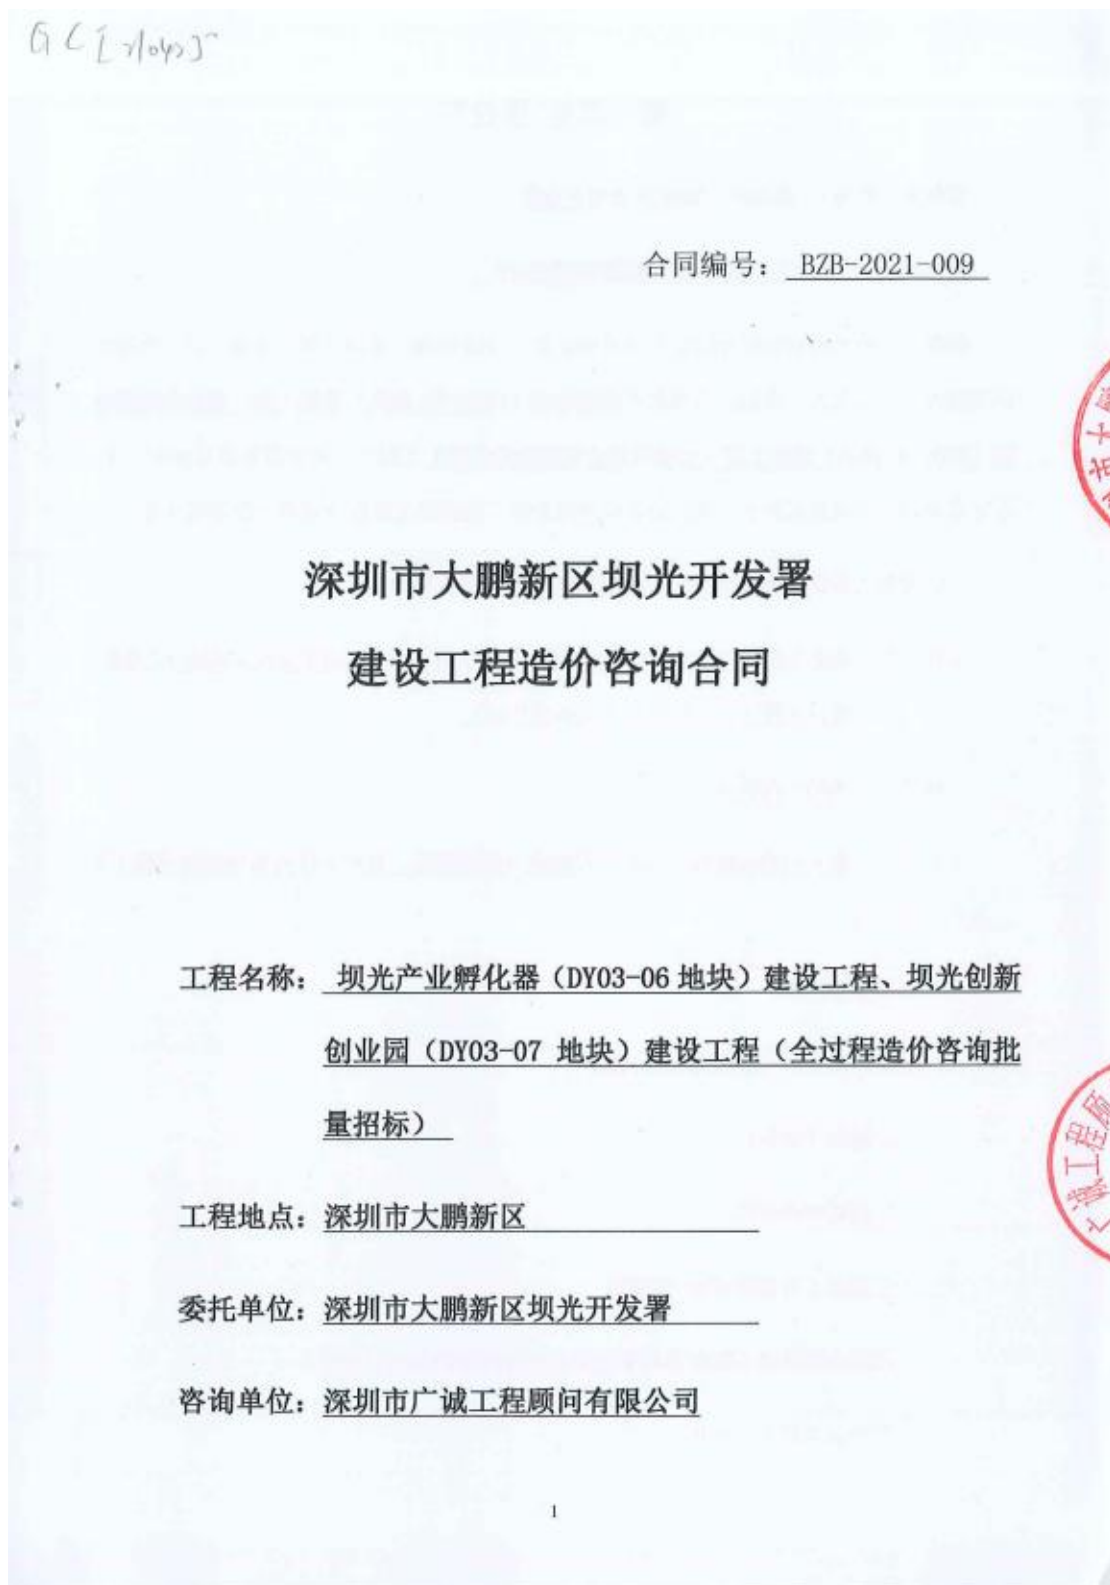 合同编号： BZB-2021-009
深圳市大鹏新区坝光开发署
建设工程造价咨询合同
工程名称： 坝光产业孵化器（DY03-06 地块）建设工程、坝光创新
创业园（DY03-07 地块）建设工程（全过程造价咨询批
量招标）
工程地点：深圳市大鹏新区
委托单位：深圳市大鹏新区坝光开发署
咨询单位：深圳市广诚工程顾问有限公司
广诚工程顾
1